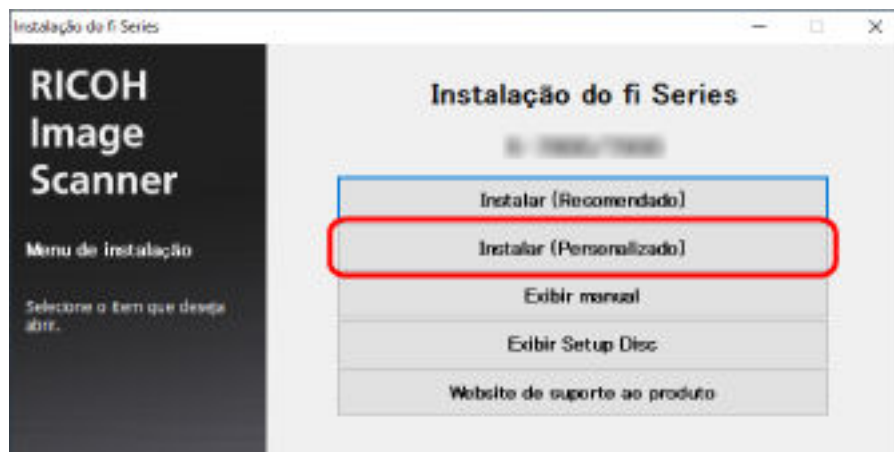 Instalação do fi Series
RICOH
Image
Scanner
Menu de instalação
Selecione o item que deseja
abrir.
Instalação do fi Series
Instalar (Recomendado)
Instalar (Personalizado)
Exibir manual
Exibir Setup Disc
Website de suporte ao produto